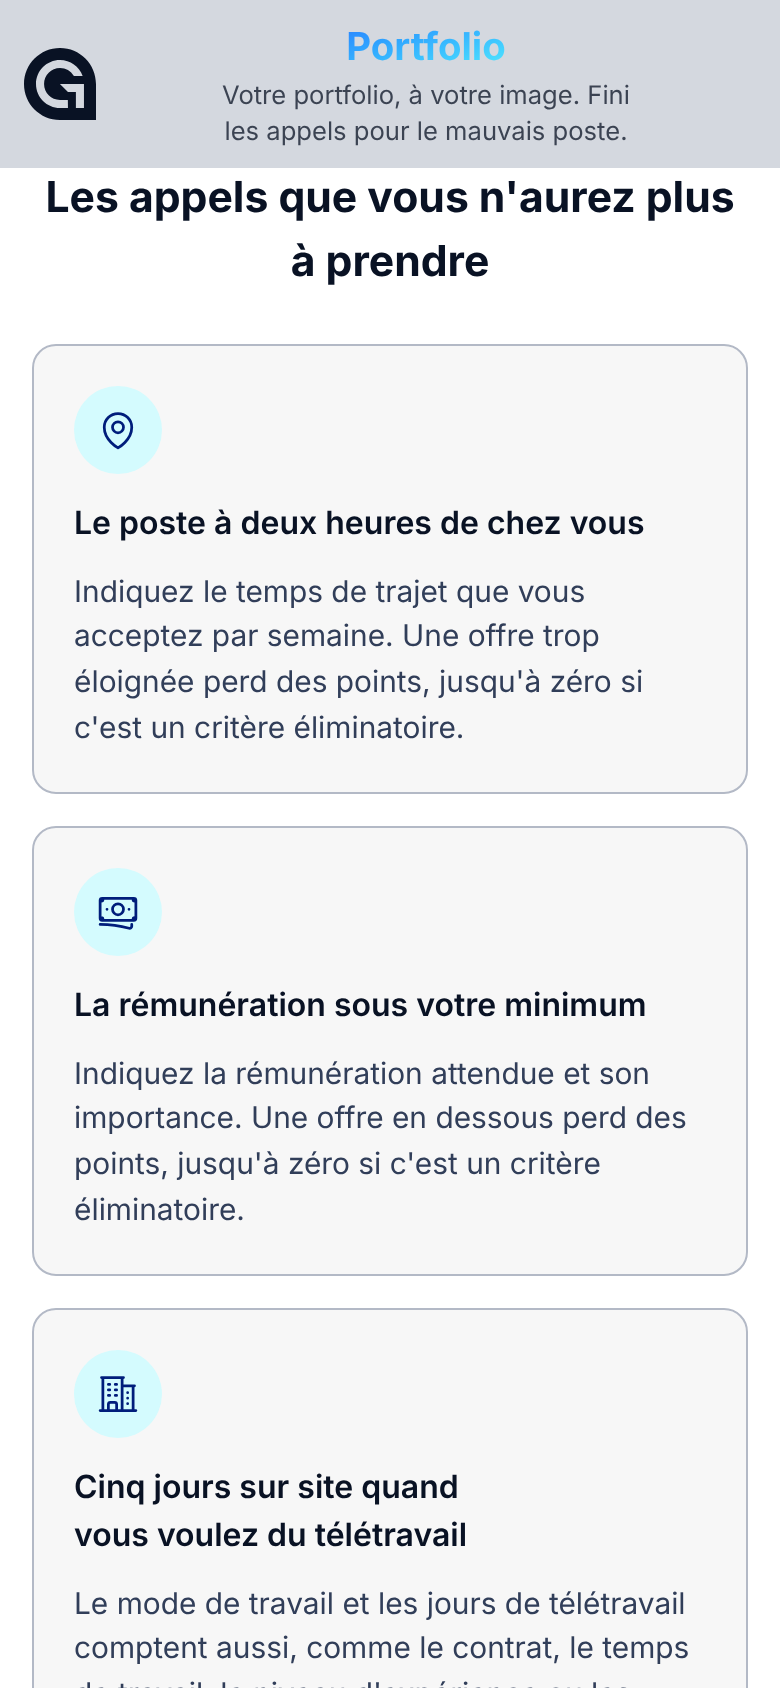 Portfolio
Votre portfolio, à votre image. Fini
les appels pour le mauvais poste.
Les appels que vous n'aurez plus
à prendre
Le poste à deux heures de chez vous
Indiquez le temps de trajet que vous
acceptez par semaine. Une offre trop
éloignée perd des points, jusqu'à zéro si
c'est un critère éliminatoire.
La rémunération sous votre minimum
Indiquez la rémunération attendue et son
importance. Une offre en dessous perd des
points, jusqu'à zéro si c'est un critère
éliminatoire.
Cinq jours sur site quand
vous voulez du télétravail
Le mode de travail et les jours de télétravail
comptent aussi, comme le contrat, le temps